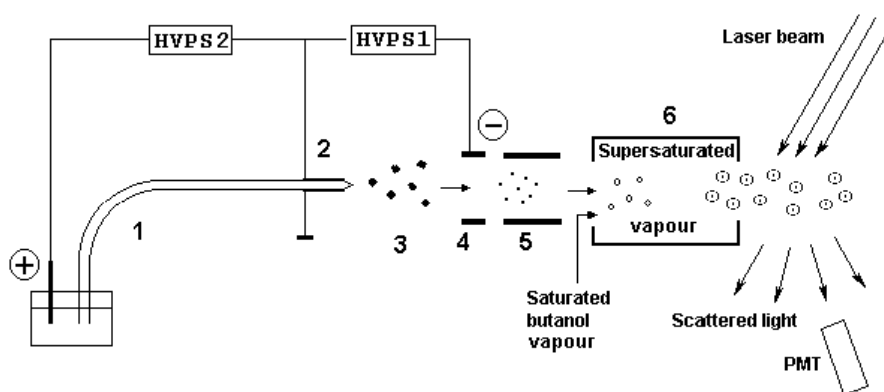 HVPS2
HVPS1
Laser beam
+
−
1
2
3
4
5
6
Supersaturated
vapour
Saturated
butanol
vapour
Scattered light
PMT